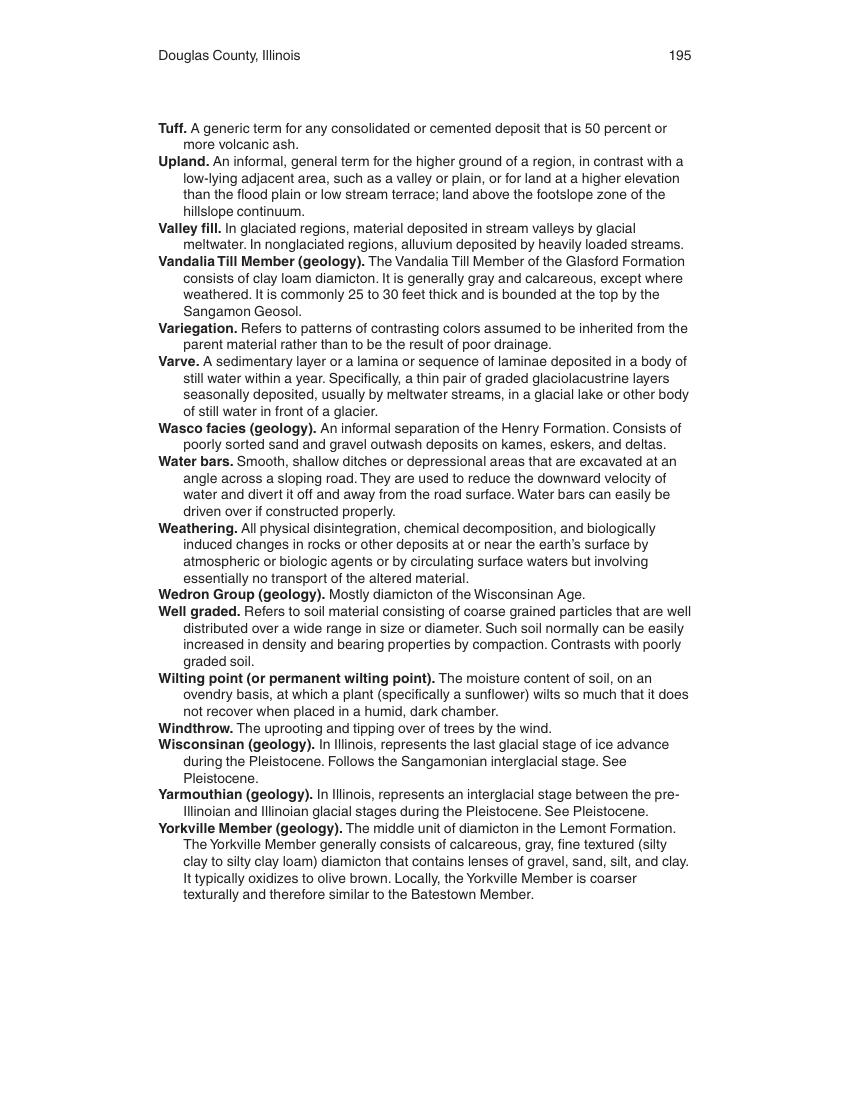 Douglas County, Illinois 195
Tuff. A generic term for any consolidated or cemented deposit that is 50 percent or
more volcanic ash.
Upland. An informal, general term for the higher ground of a region, in contrast with a
low-lying adjacent area, such as a valley or plain, or for land at a higher elevation
than the flood plain or low stream terrace; land above the footslope zone of the
hillslope continuum.
Valley fill. In glaciated regions, material deposited in stream valleys by glacial
meltwater. In nonglaciated regions, alluvium deposited by heavily loaded streams.
Vandalia Till Member (geology). The Vandalia Till Member of the Glasford Formation
consists of clay loam diamicton. It is generally gray and calcareous, except where
weathered. It is commonly 25 to 30 feet thick and is bounded at the top by the
Sangamon Geosol.
Variegation. Refers to patterns of contrasting colors assumed to be inherited from the
parent material rather than to be the result of poor drainage.
Varve. A sedimentary layer or a lamina or sequence of laminae deposited in a body of
still water within a year. Specifically, a thin pair of graded glaciolacustrine layers
seasonally deposited, usually by meltwater streams, in a glacial lake or other body
of still water in front of a glacier.
Wasco facies (geology). An informal separation of the Henry Formation. Consists of
poorly sorted sand and gravel outwash deposits on kames, eskers, and deltas.
Water bars. Smooth, shallow ditches or depressional areas that are excavated at an
angle across a sloping road. They are used to reduce the downward velocity of
water and divert it off and away from the road surface. Water bars can easily be
driven over if constructed properly.
Weathering. All physical disintegration, chemical decomposition, and biologically
induced changes in rocks or other deposits at or near the earth's surface by
atmospheric or biologic agents or by circulating surface waters but involving
essentially no transport of the altered material.
Wedron Group (geology). Mostly diamicton of the Wisconsinan Age.
Well graded. Refers to soil material consisting of coarse grained particles that are well
distributed over a wide range in size or diameter. Such soil normally can be easily
increased in density and bearing properties by compaction. Contrasts with poorly
graded soil.
Wilting point (or permanent wilting point). The moisture content of soil, on an
ovendry basis, at which a plant (specifically a sunflower) wilts so much that it does
not recover when placed in a humid, dark chamber.
Windthrow. The uprooting and tipping over of trees by the wind.
Wisconsinan (geology). In Illinois, represents the last glacial stage of ice advance
during the Pleistocene. Follows the Sangamonian interglacial stage. See
Pleistocene.
Yarmouthian (geology). In Illinois, represents an interglacial stage between the pre-
Illinoian and Illinoian glacial stages during the Pleistocene. See Pleistocene.
Yorkville Member (geology). The middle unit of diamicton in the Lemont Formation.
The Yorkville Member generally consists of calcareous, gray, fine textured (silty
clay to silty clay loam) diamicton that contains lenses of gravel, sand, silt, and clay.
It typically oxidizes to olive brown. Locally, the Yorkville Member is coarser
texturally and therefore similar to the Batestown Member.